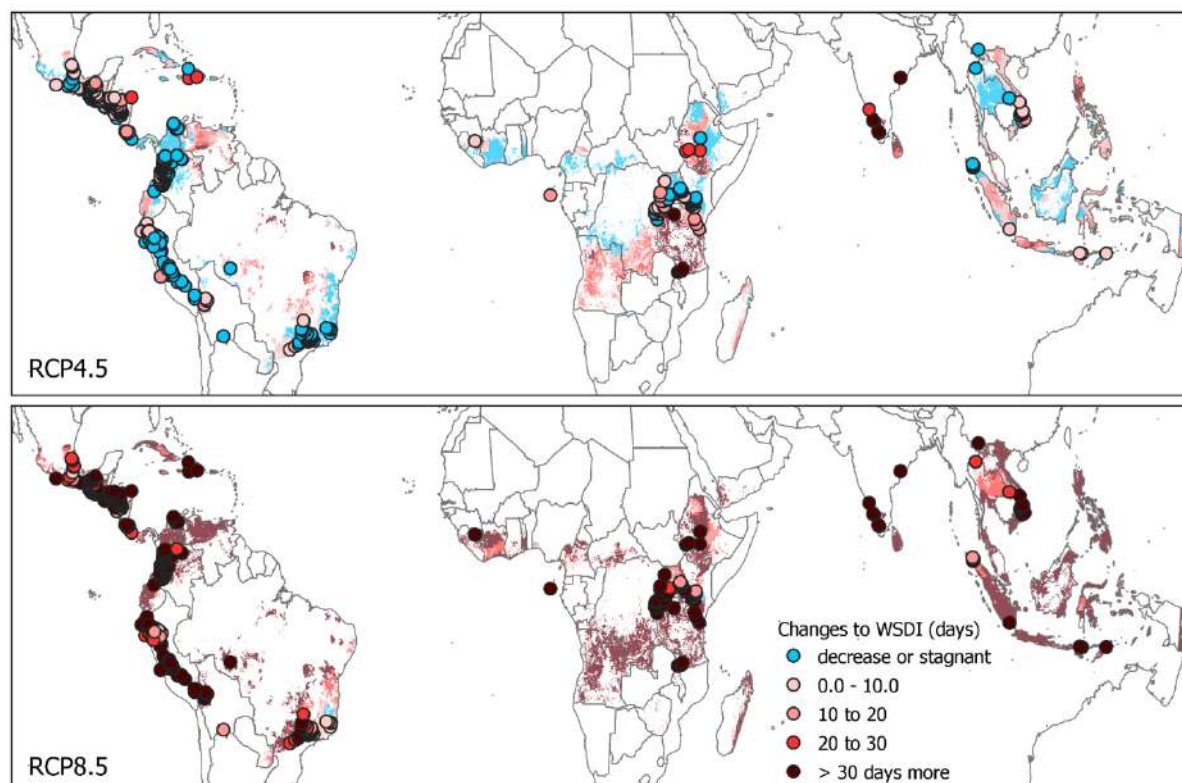 RCP4.5
Changes to WSDI (days)
decrease or stagnant
0.0 - 10.0
10 to 20
20 to 30
> 30 days more
RCP8.5